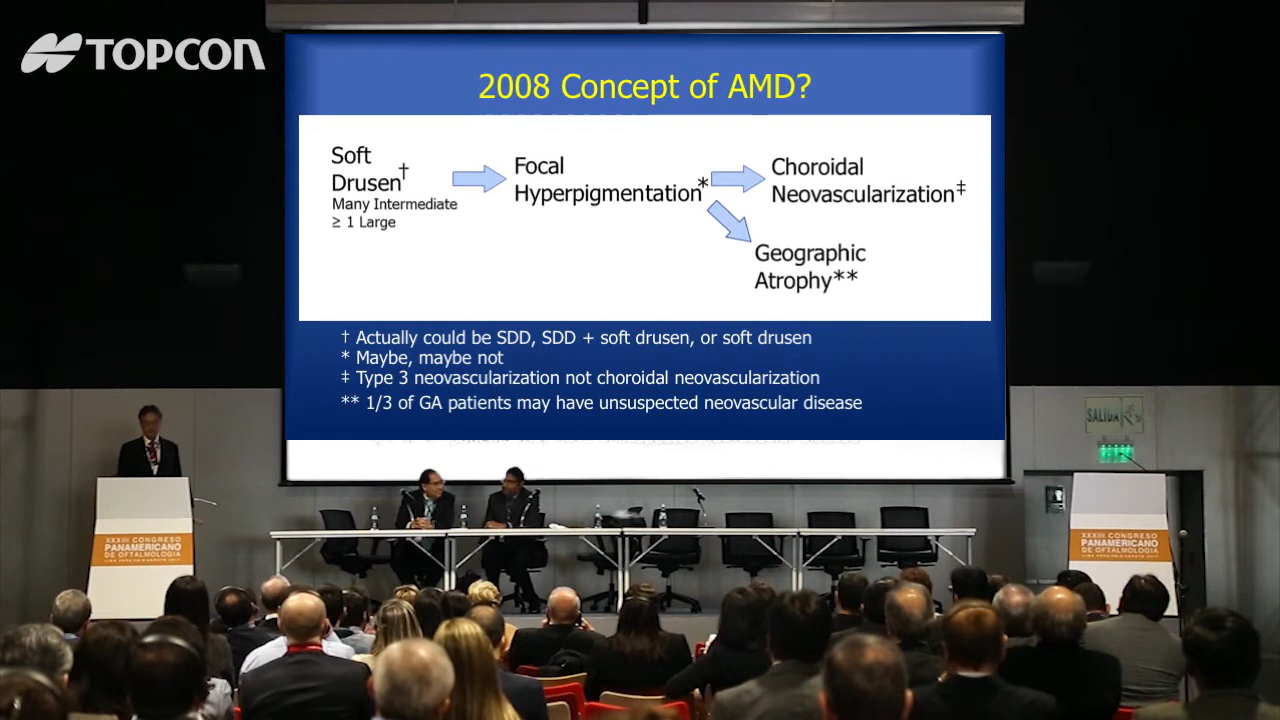 TOPCON
2008 Concept of AMD?
Soft
Drusen†
Many Intermediate
≥ 1 Large
Focal
Hyperpigmentation*
Choroidal
Neovascularization‡
Geographic
Atrophy**
† Actually could be SDD, SDD + soft drusen, or soft drusen
* Maybe, maybe not
‡ Type 3 neovascularization not choroidal neovascularization
** 1/3 of GA patients may have unsuspected neovascular disease
SALIDA
XXXIII CONGRESO
PANAMERICANO
DE OFTALMOLOGIA
XXXIII CONGRESO
PANAMERICANO
DE OFTALMOLOGIA